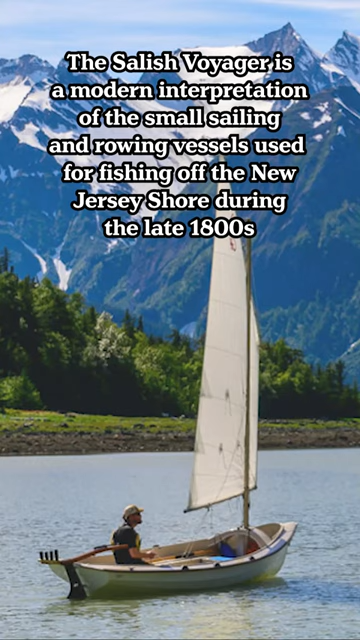 The Salish Voyager is
a modern interpretation
of the small sailing
and rowing vessels used
for fishing off the New
Jersey Shore during
the late 1800s